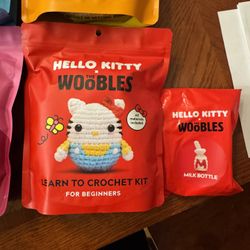 HELLO KITTY
THE
WOOBLES
All
materials
included!
LEARN TO CROCHET KIT
FOR BEGINNERS
HELLO KITTY
WOOBLES
M
MILK BOTTLE